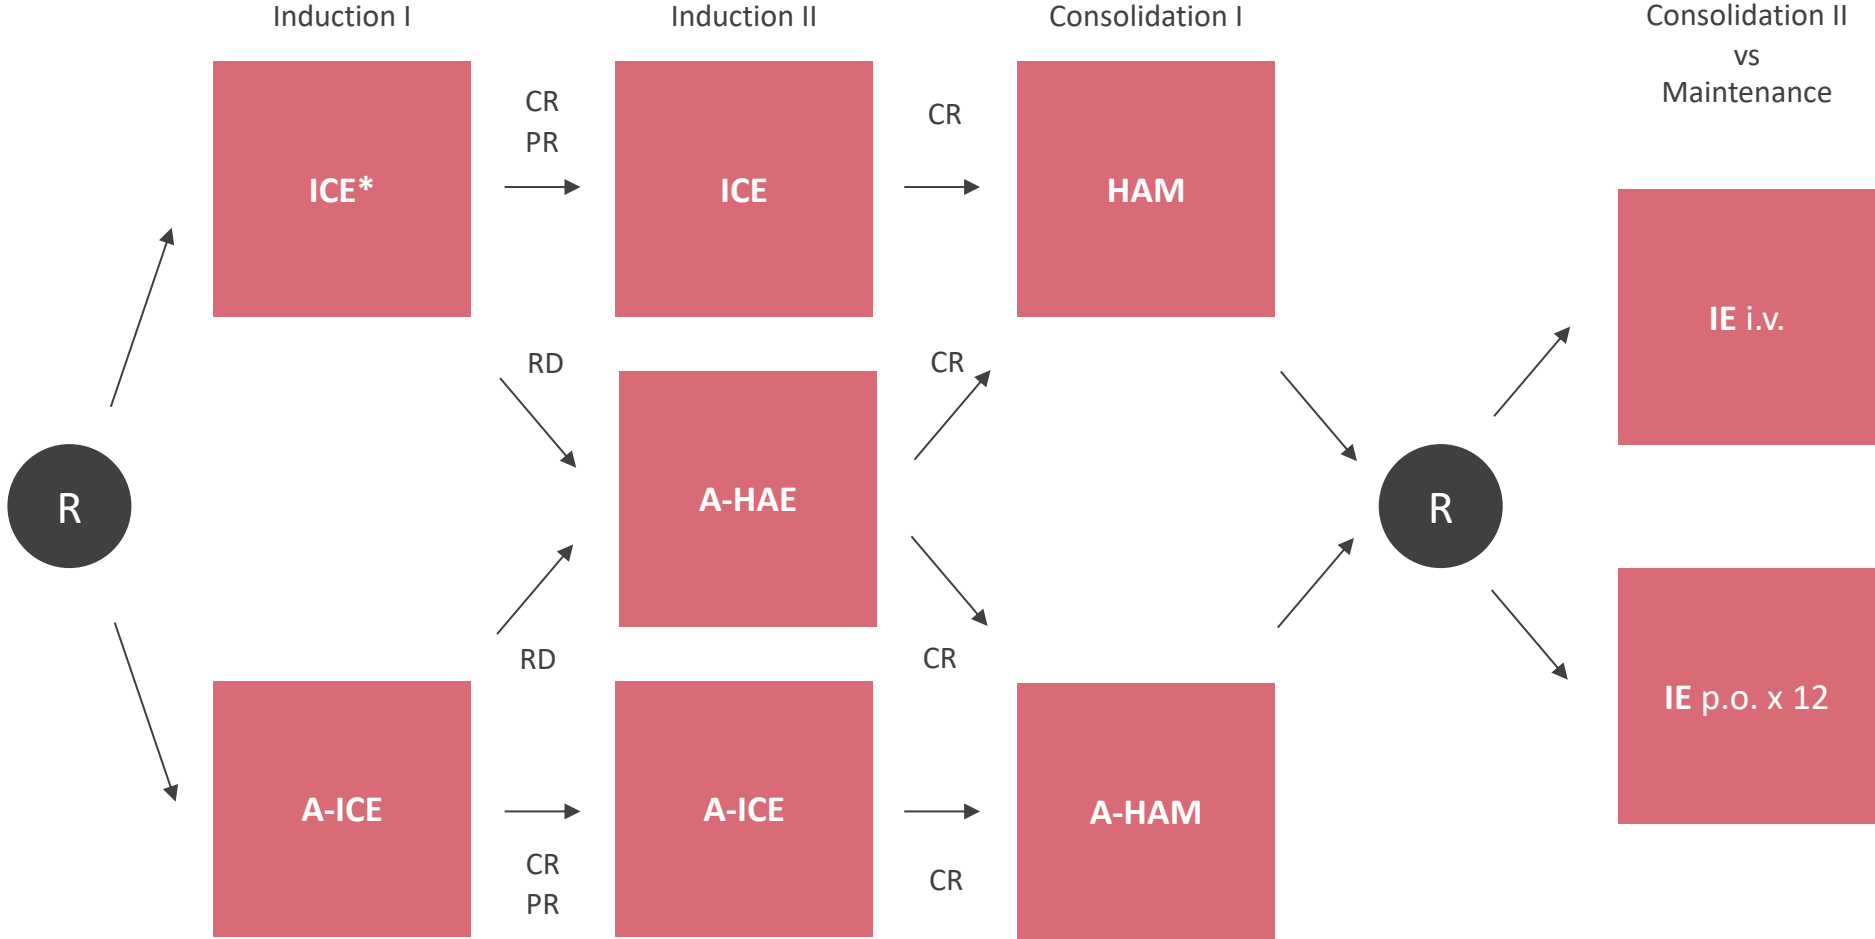 Induction I
Induction II
Consolidation I
Consolidation II
vs
Maintenance
CR
PR
CR
ICE*
ICE
HAM
IE i.v.
RD
CR
A-HAE
R
R
RD
CR
IE p.o. x 12
A-ICE
A-ICE
A-HAM
CR
PR
CR